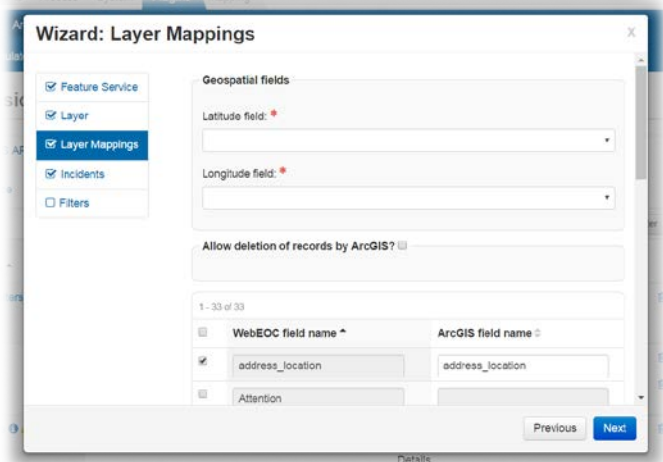 Wizard: Layer Mappings
X
Feature Service
Layer
Layer Mappings
Incidents
Filters
Geospatial fields
Latitude field: *
Longitude field: *
Allow deletion of records by ArcGIS?
1 - 33 of 33
WebEOC field name
ArcGIS field name
address_location
address_location
Attention
Previous
Next
Details